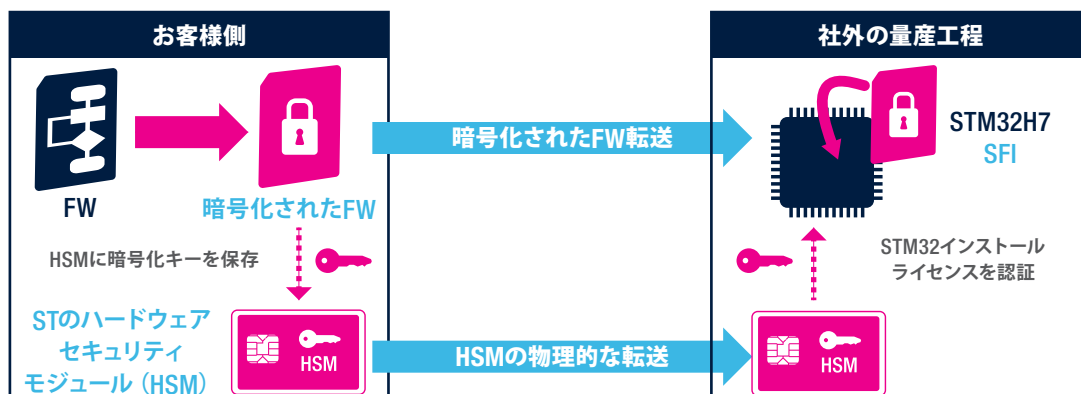 お客様側
社外の量産工程
FW
暗号化されたFW
暗号化されたFW転送
STM32H7
SFI
HSMに暗号化キーを保存
STM32インストール
ライセンスを認証
STのハードウェア
セキュリティ
モジュール（HSM）
HSM
HSMの物理的な転送
HSM